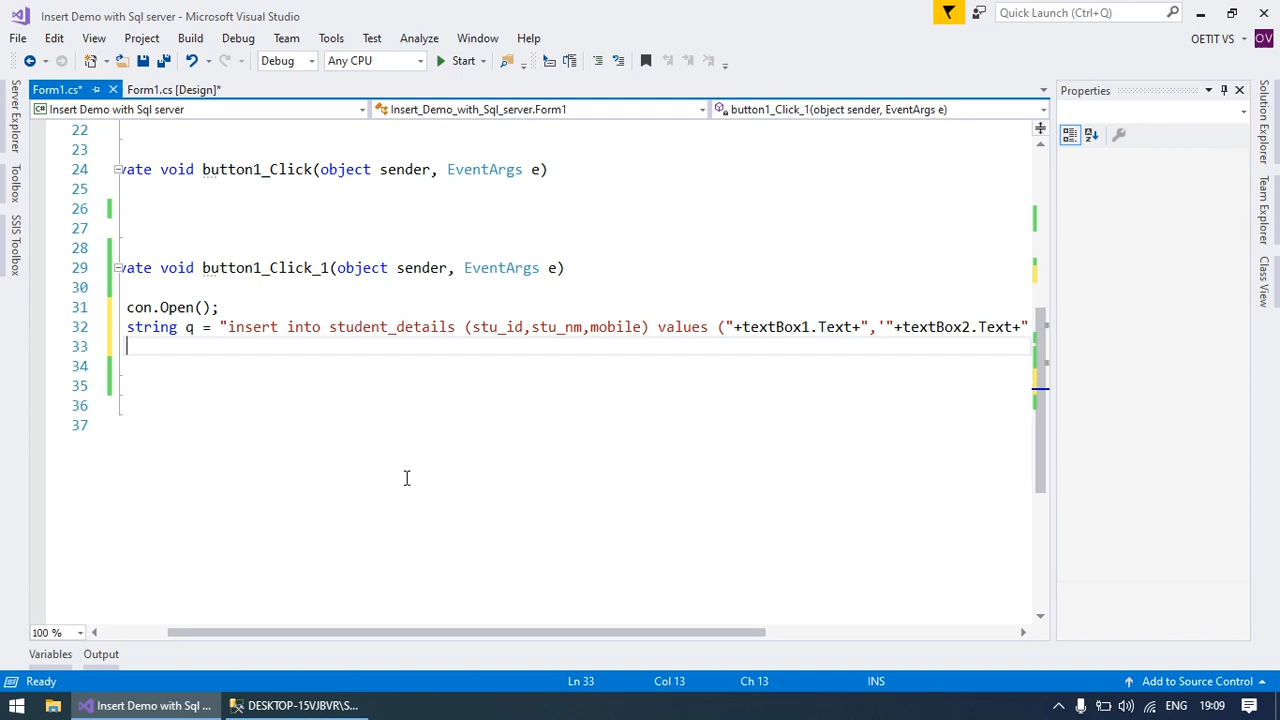 Insert Demo with Sql server - Microsoft Visual Studio
Quick Launch (Ctrl+Q)
File Edit View Project Build Debug Team Tools Test Analyze Window Help
OETIT VS OV
Debug Any CPU Start
Form1.cs* Form1.cs [Design]*
Properties
Insert Demo with Sql server Insert_Demo_with_Sql_server.Form1 button1_Click_1(object sender, EventArgs e)
Server Explorer
Toolbox
SSIS Toolbox
Solution Explorer
Team Explorer
Class View
22
23
24 vate void button1_Click(object sender, EventArgs e)
25
26
27
28
29 vate void button1_Click_1(object sender, EventArgs e)
30
31 con.Open();
32 string q = "insert into student_details (stu_id,stu_nm,mobile) values ("+textBox1.Text+",'"+textBox2.Text+"
33
34
35
36
37
100 %
Variables Output
Ready Ln 33 Col 13 Ch 13 INS Add to Source Control
Insert Demo with Sql ... DESKTOP-15VJBVR\S... ENG 19:09